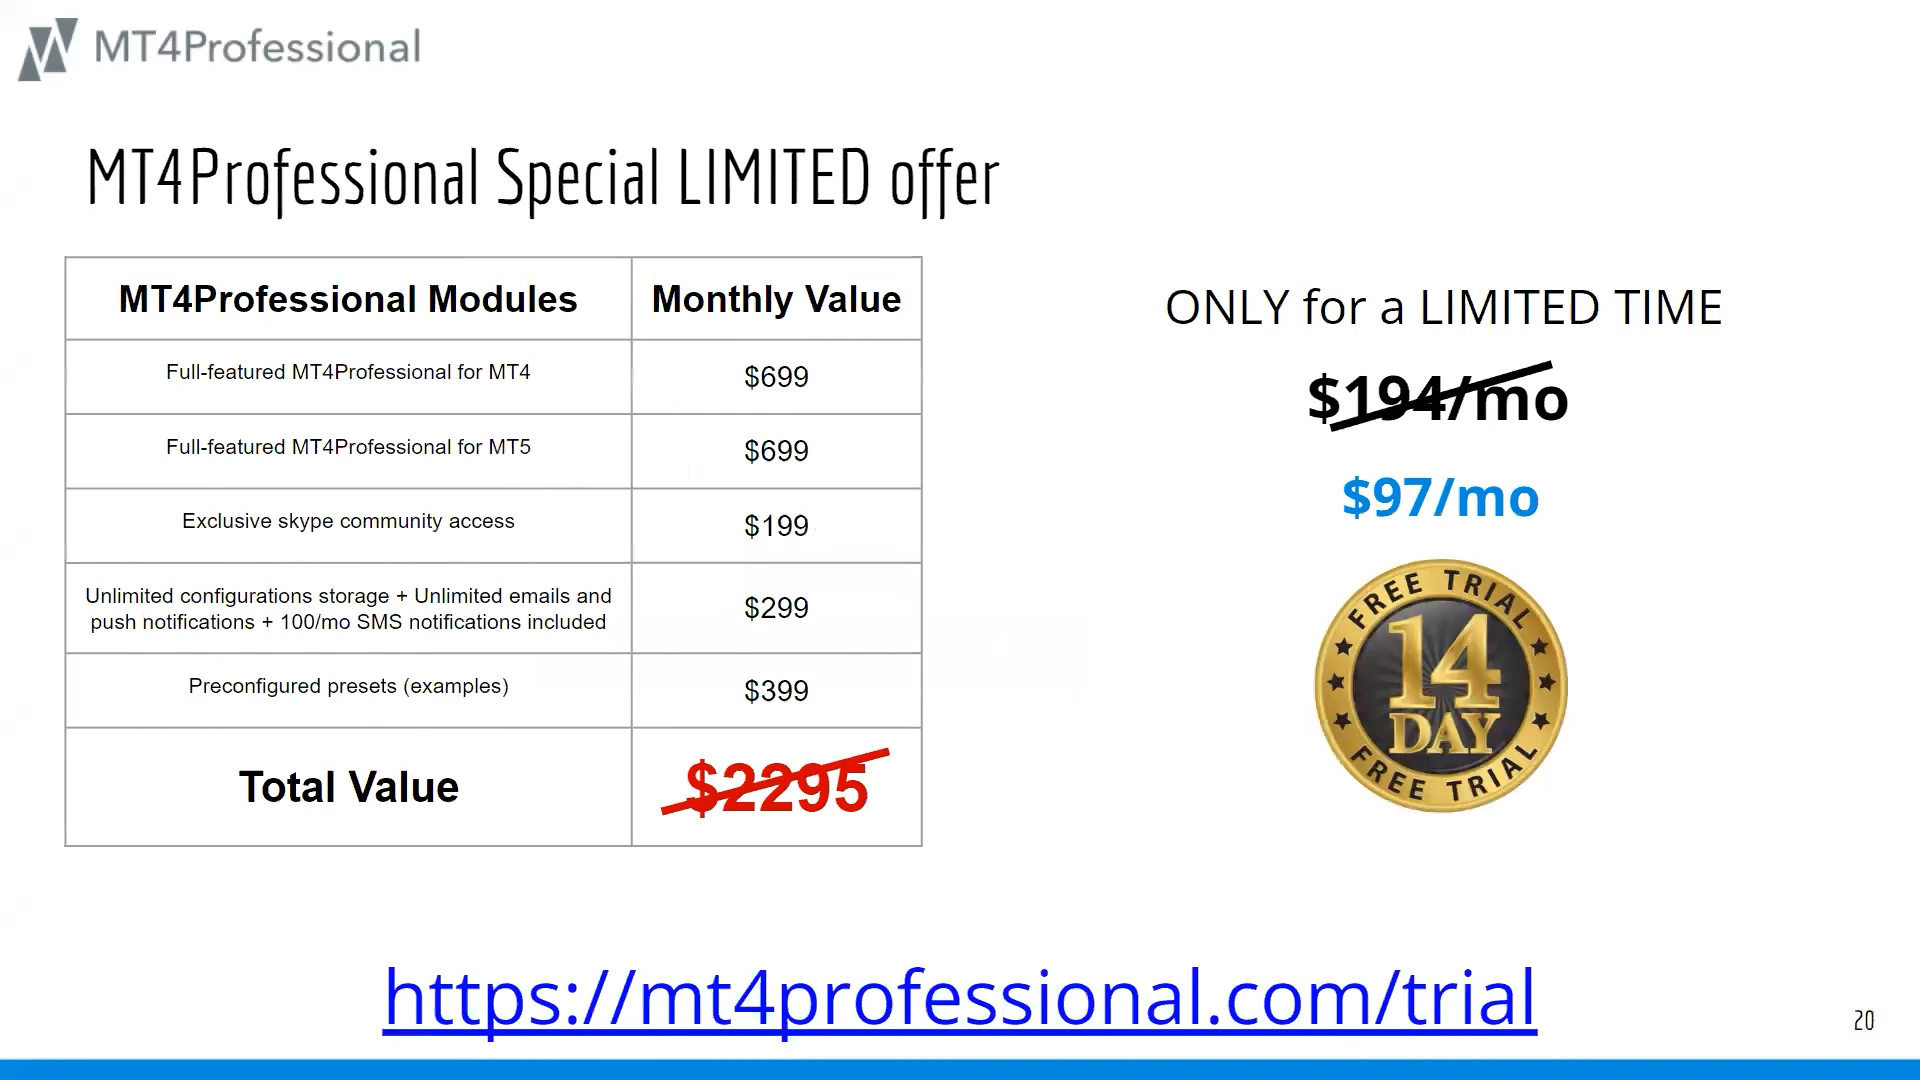 MT4Professional
MT4Professional Special LIMITED offer
MT4Professional Modules Monthly Value
Full-featured MT4Professional for MT4 $699
Full-featured MT4Professional for MT5 $699
Exclusive skype community access $199
Unlimited configurations storage + Unlimited emails and
push notifications + 100/mo SMS notifications included $299
Preconfigured presets (examples) $399
Total Value $2295
ONLY for a LIMITED TIME
$194/mo
$97/mo
FREE TRIAL
14
DAY
FREE TRIAL
https://mt4professional.com/trial
20